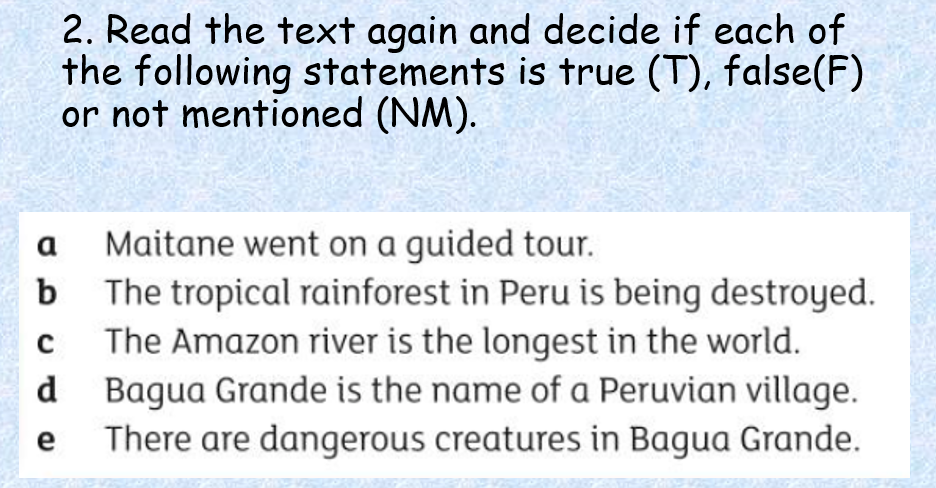 2. Read the text again and decide if each of
the following statements is true (T), false(F)
or not mentioned (NM).
a Maitane went on a guided tour.
b The tropical rainforest in Peru is being destroyed.
c The Amazon river is the longest in the world.
d Bagua Grande is the name of a Peruvian village.
e There are dangerous creatures in Bagua Grande.